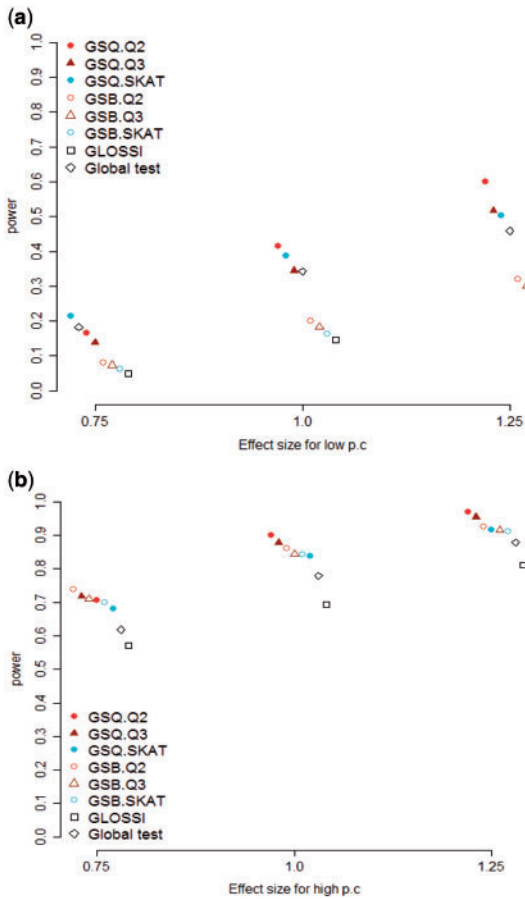 (a)
1.0
0.9
0.8
0.7
0.6
0.5
0.4
0.3
0.2
0.1
0.0
power
GSQ.Q2
GSQ.Q3
GSQ.SKAT
GSB.Q2
GSB.Q3
GSB.SKAT
GLOSSI
Global test
0.75
1.0
1.25
Effect size for low p.c
(b)
1.0
0.9
0.8
0.7
0.6
0.5
0.4
0.3
0.2
0.1
0.0
power
GSQ.Q2
GSQ.Q3
GSQ.SKAT
GSB.Q2
GSB.Q3
GSB.SKAT
GLOSSI
Global test
0.75
1.0
1.25
Effect size for high p.c